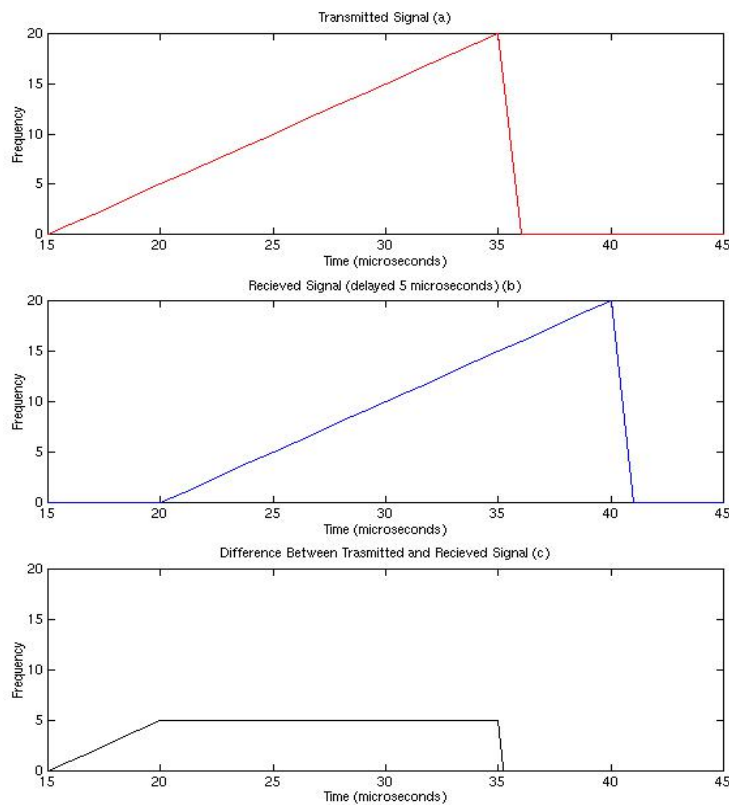 Transmitted Signal (a)
Frequency
20
15
10
5
0
15 20 25 30 35 40 45
Time (microseconds)
Recieved Signal (delayed 5 microseconds) (b)
Frequency
20
15
10
5
0
15 20 25 30 35 40 45
Time (microseconds)
Difference Between Trasmitted and Recieved Signal (c)
Frequency
20
15
10
5
0
15 20 25 30 35 40 45
Time (microseconds)